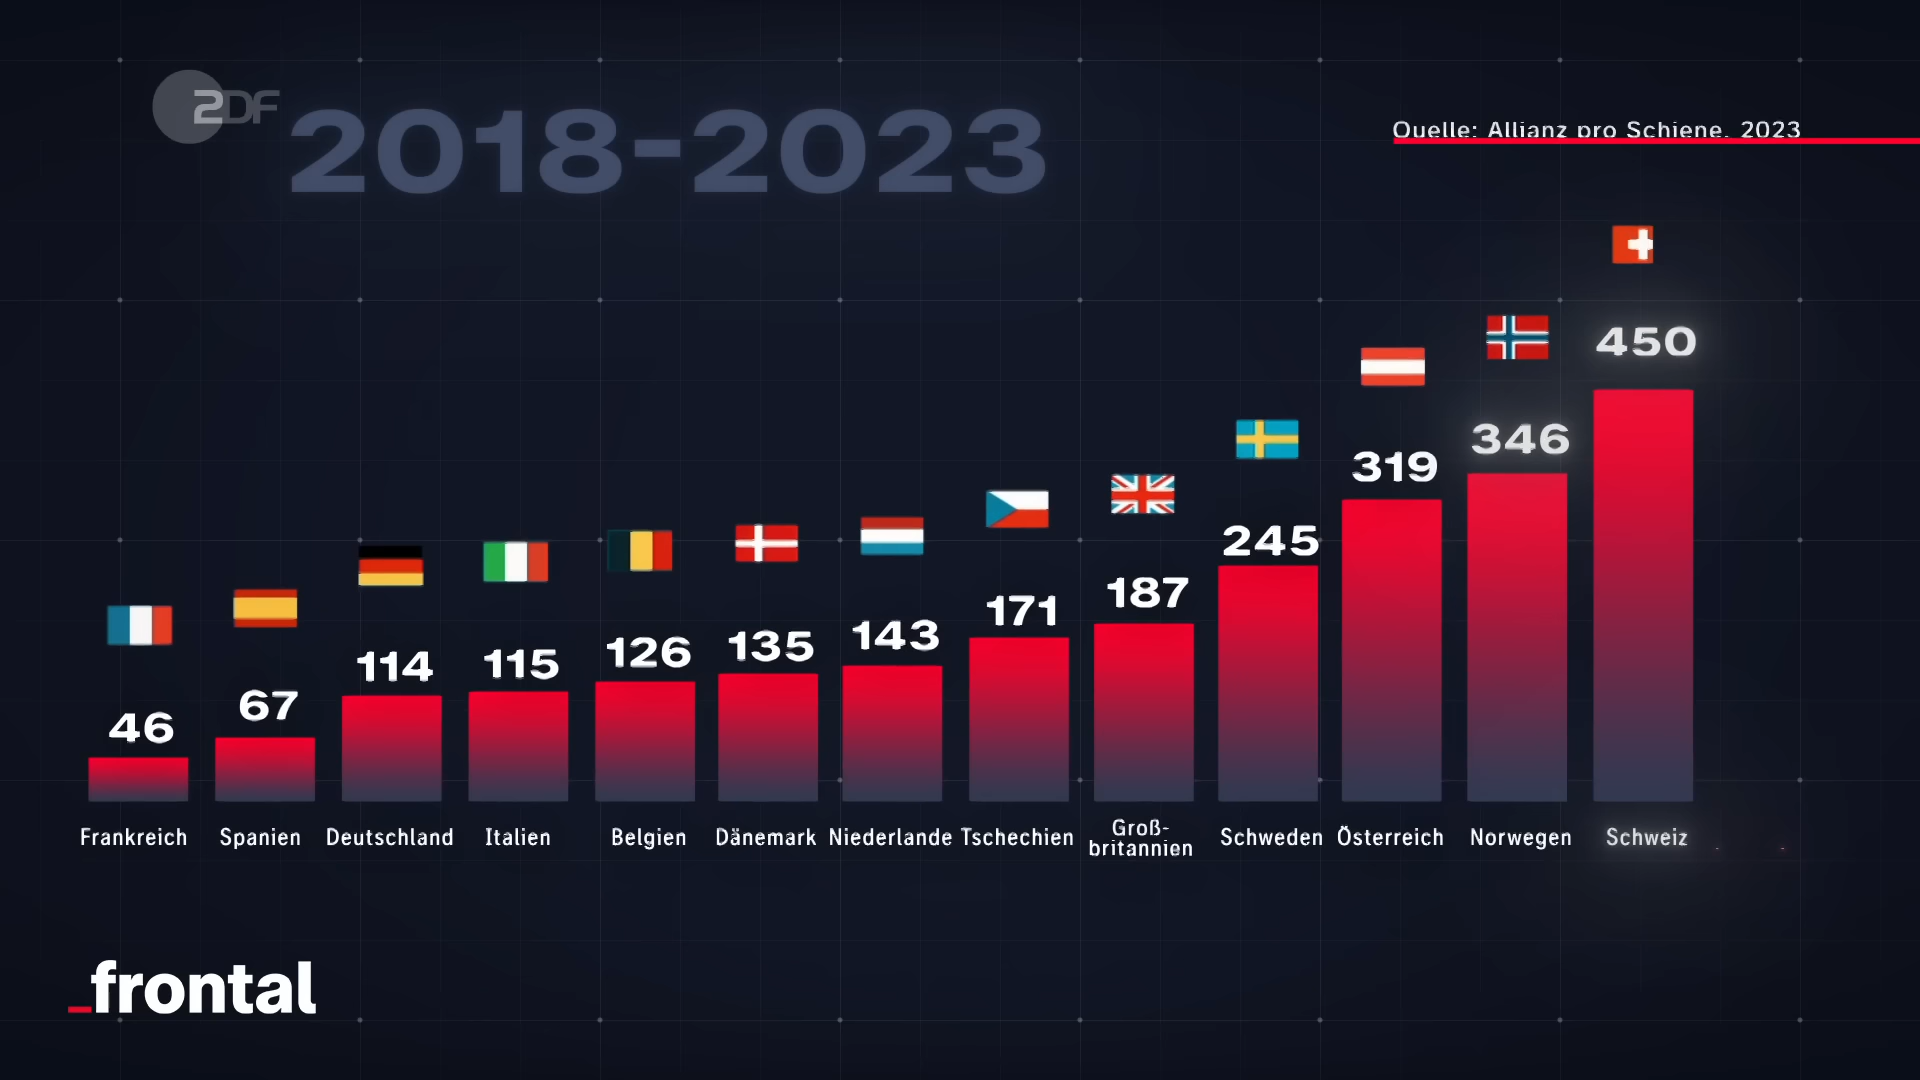 ZDF
2018-2023
Quelle: Allianz pro Schiene, 2023
450
346
319
245
187
171
143
135
126
115
114
67
46
Frankreich
Spanien
Deutschland
Italien
Belgien
Dänemark
Niederlande
Tschechien
Groß-
britannien
Schweden
Österreich
Norwegen
Schweiz
_frontal